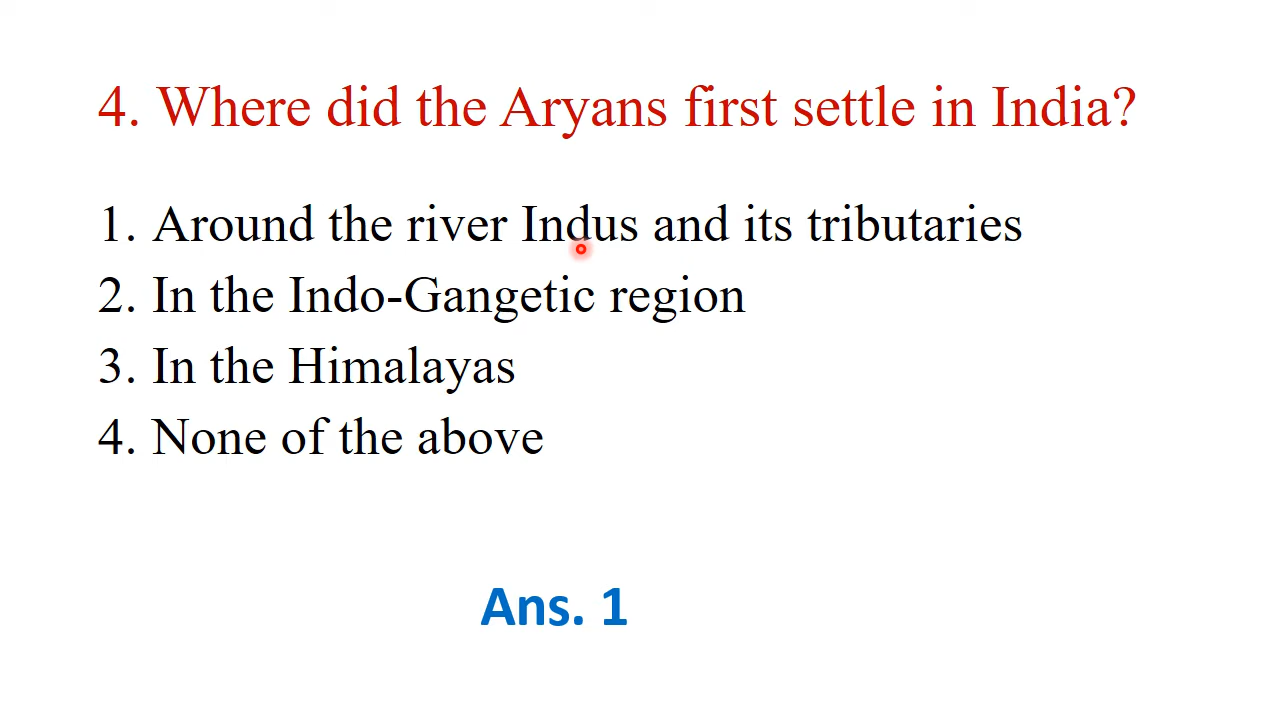 4. Where did the Aryans first settle in India?
1. Around the river Indus and its tributaries
2. In the Indo-Gangetic region
3. In the Himalayas
4. None of the above
Ans. 1